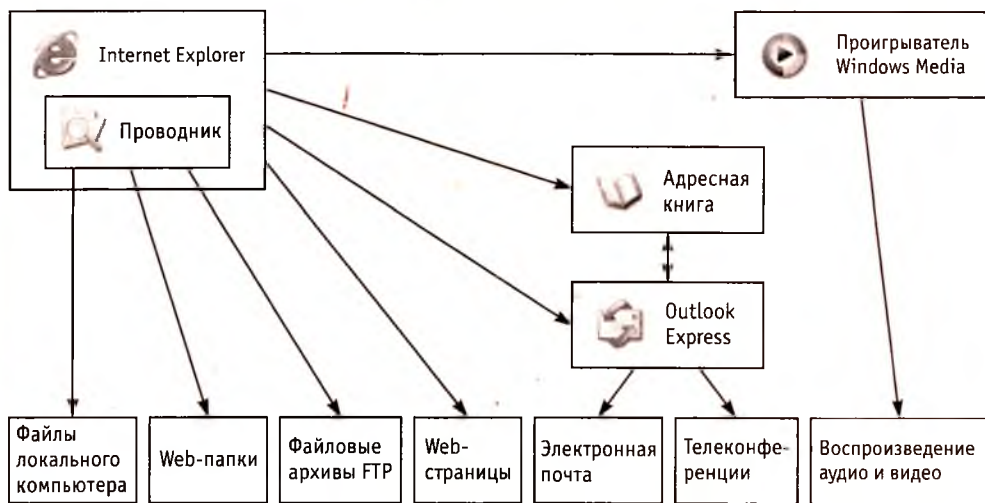 Internet Explorer
Проводник
Проигрыватель
Windows Media
Адресная
книга
Outlook
Express
Файлы
локального
компьютера
Web-папки
Файловые
архивы FTP
Web-
страницы
Электронная
почта
Телеконфе-
ренции
Воспроизведение
аудио и видео